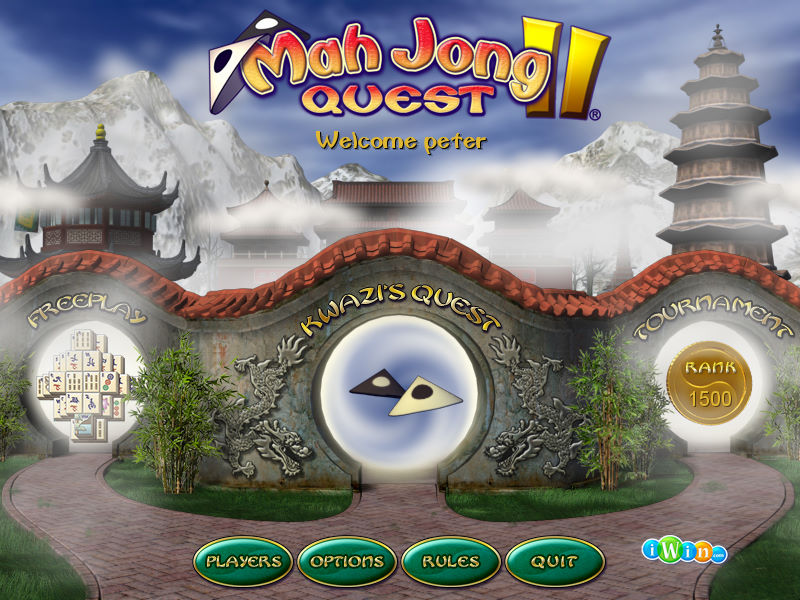 Mah Jong II
QUEST ®
Welcome peter
FREEPLAY
KWAZI'S QUEST
TOURNAMENT
RANK
1500
PLAYERS
OPTIONS
RULES
QUIT
iWin.com